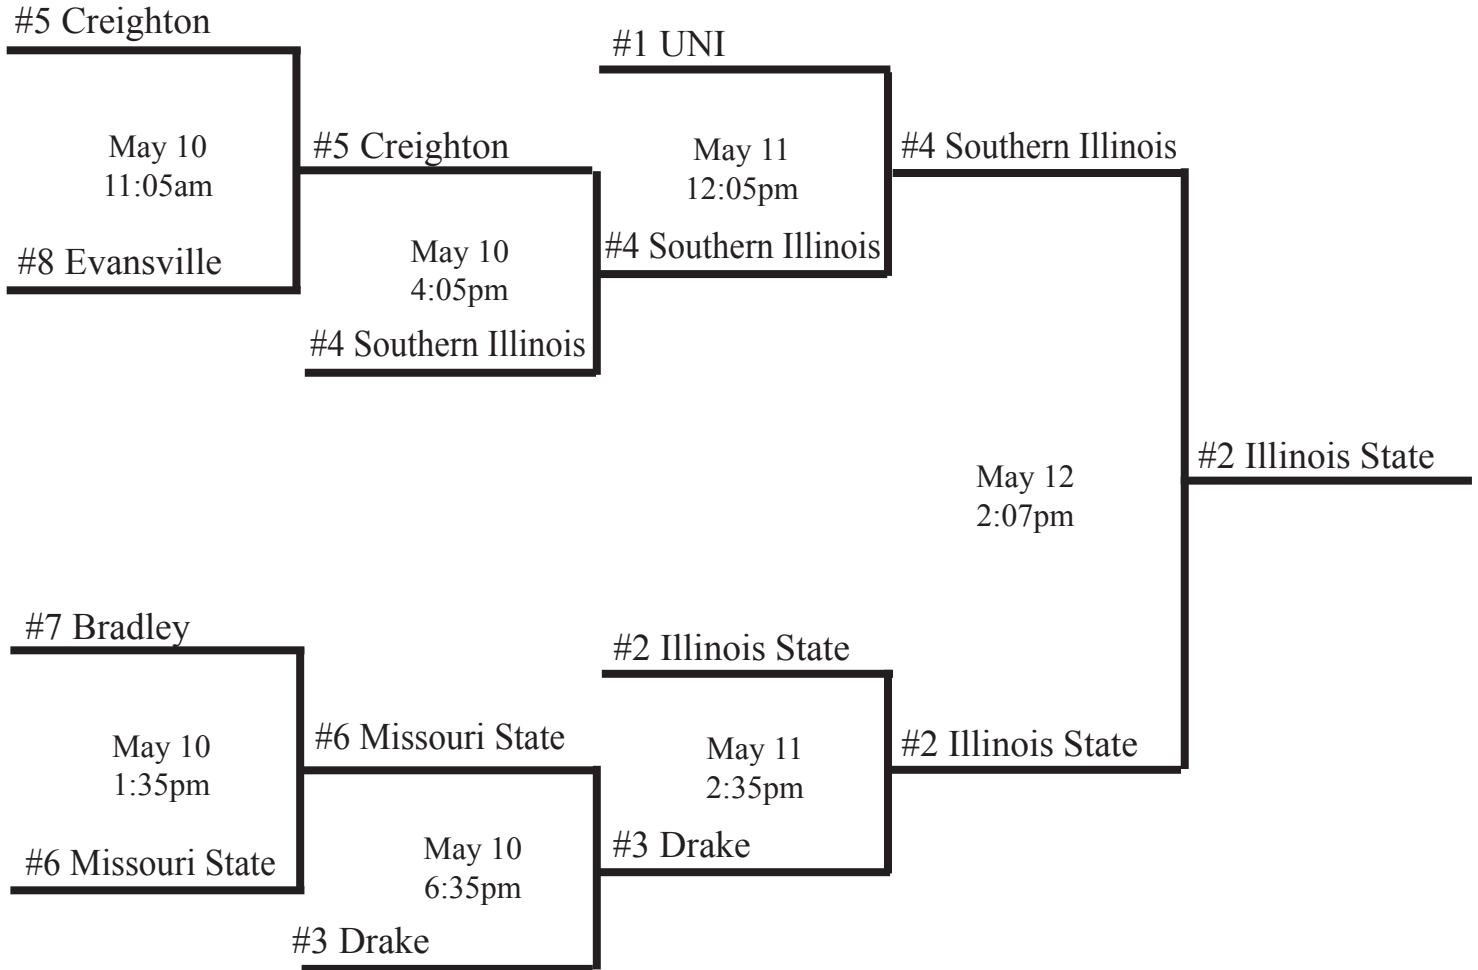 #5 Creighton
#1 UNI
May 10
11:05am
#5 Creighton
May 11
12:05pm
#4 Southern Illinois
#8 Evansville
May 10
4:05pm
#4 Southern Illinois
#4 Southern Illinois
May 12
2:07pm
#2 Illinois State
#7 Bradley
#2 Illinois State
May 10
1:35pm
#6 Missouri State
May 11
2:35pm
#2 Illinois State
#6 Missouri State
May 10
6:35pm
#3 Drake
#3 Drake